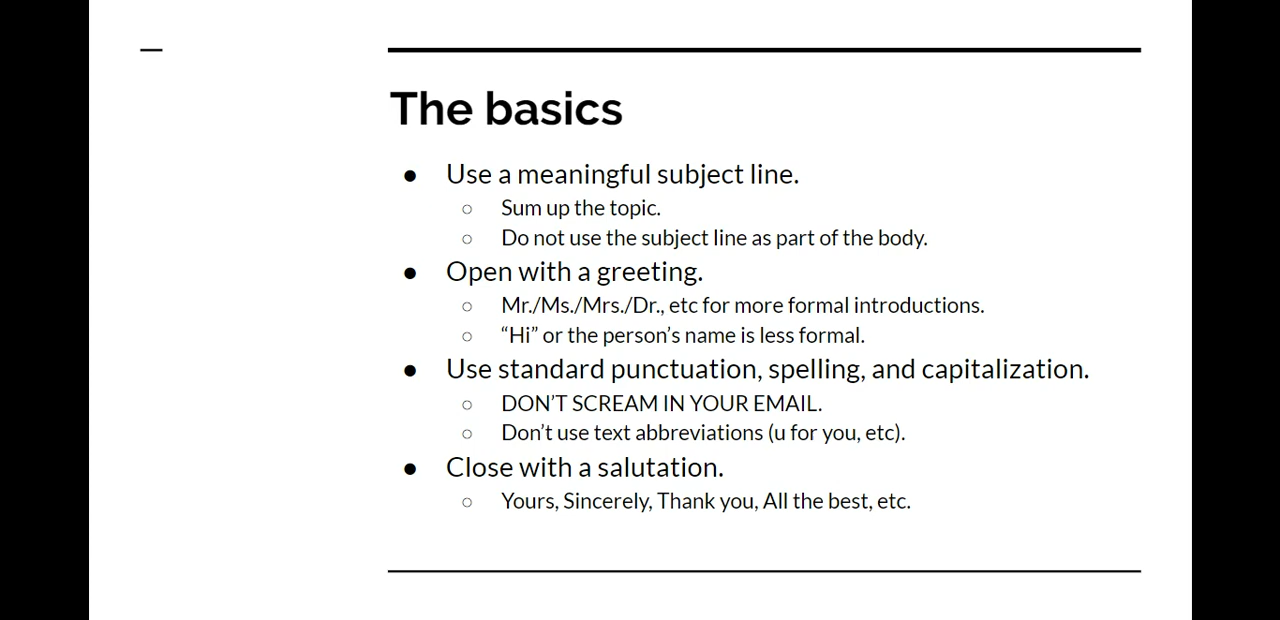 The basics
● Use a meaningful subject line.
○ Sum up the topic.
○ Do not use the subject line as part of the body.
● Open with a greeting.
○ Mr./Ms./Mrs./Dr., etc for more formal introductions.
○ “Hi” or the person’s name is less formal.
● Use standard punctuation, spelling, and capitalization.
○ DON’T SCREAM IN YOUR EMAIL.
○ Don’t use text abbreviations (u for you, etc).
● Close with a salutation.
○ Yours, Sincerely, Thank you, All the best, etc.